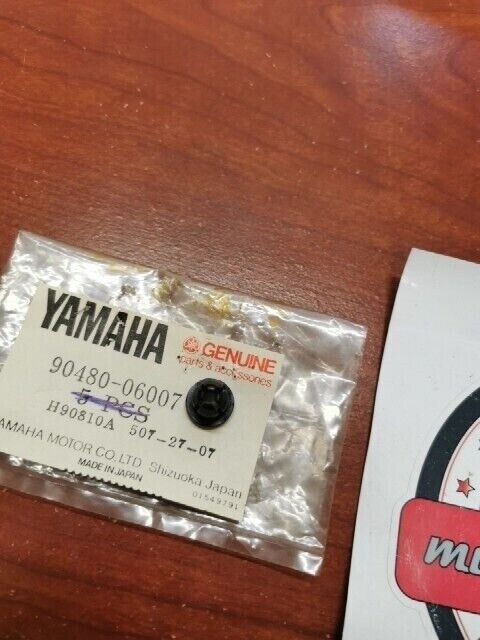 YAMAHA
GENUINE
parts & accessories
90480-06007
5 PCS
H90810A 507-27-07
YAMAHA MOTOR CO., LTD. Shizuoka Japan
MADE IN JAPAN
01549791